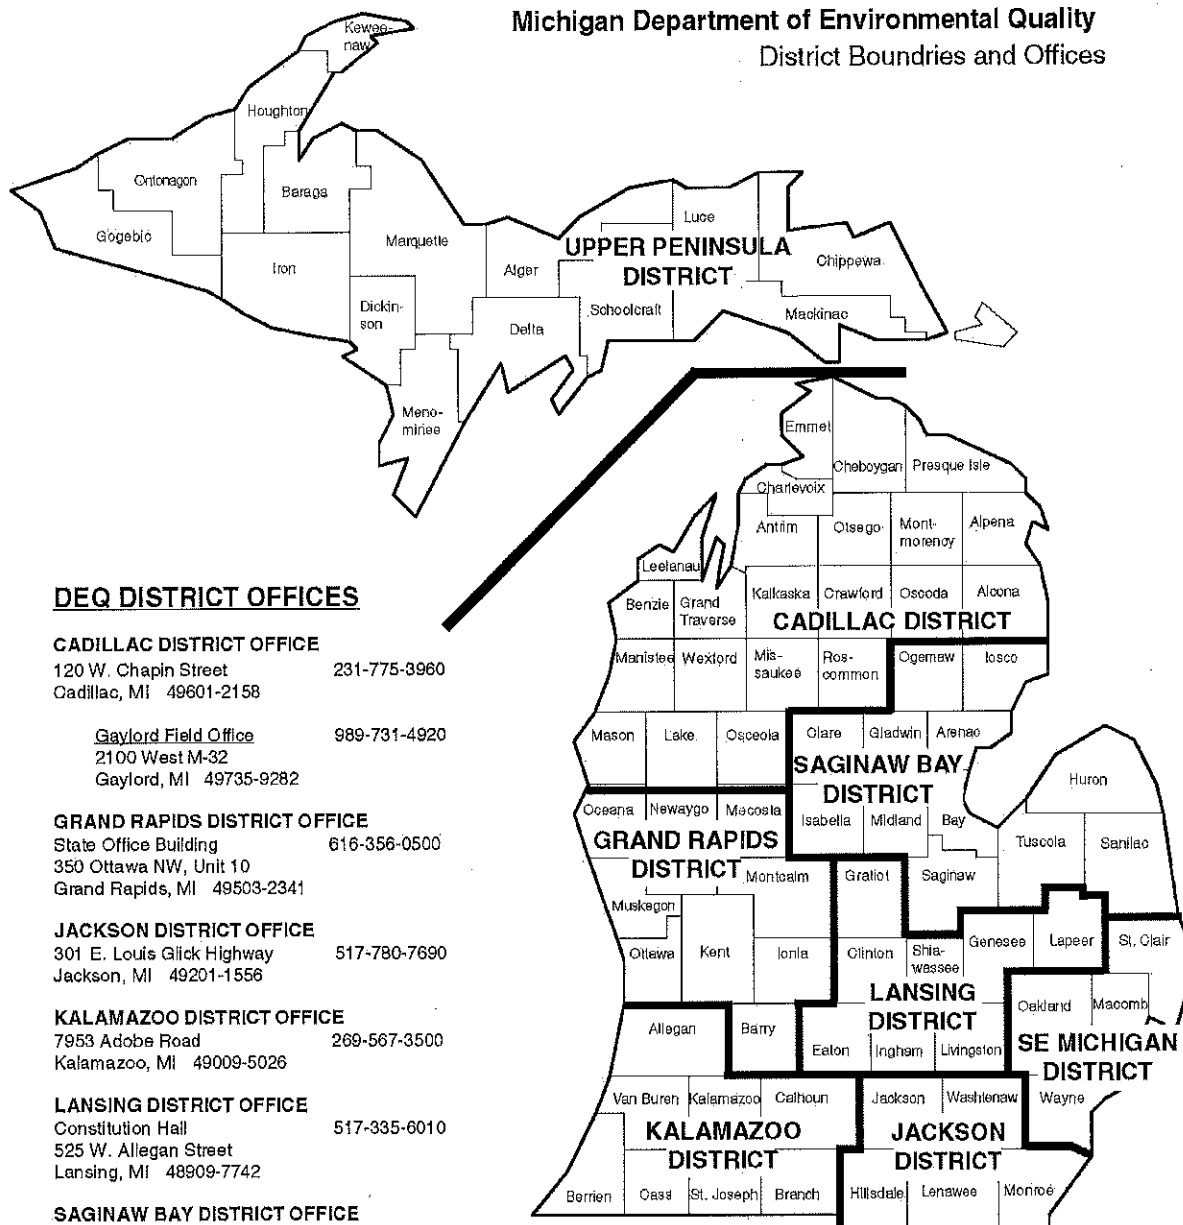 Michigan Department of Environmental Quality
District Boundries and Offices
Kewee-
naw
Houghton
Ontonagon
Baraga
Gogebic
Iron
Marquette
Alger
Luce
UPPER PENINSULA
DISTRICT
Chippewa
Dickin-
son
Delta
Schoolcraft
Mackinac
Meno-
minee
Emmet
Cheboygan
Presque Isle
Charlevoix
Antrim
Otsego
Mont-
morency
Alpena
Leelanau
Benzie
Grand
Traverse
Kalkaska
Crawford
Oscoda
Alcona
CADILLAC DISTRICT
Manistee
Wexford
Mis-
saukee
Ros-
common
Ogemaw
Iosco
Mason
Lake
Osceola
Clare
Gladwin
Arenac
SAGINAW BAY
DISTRICT
Huron
Oceana
Newaygo
Mecosta
Isabella
Midland
Bay
Tuscola
Sanilac
GRAND RAPIDS
DISTRICT
Montcalm
Gratiot
Saginaw
Muskegon
Ottawa
Kent
Ionia
Clinton
Shia-
wassee
Genesee
Lapeer
St. Clair
LANSING
DISTRICT
Oakland
Macomb
Allegan
Barry
Eaton
Ingham
Livingston
SE MICHIGAN
DISTRICT
Van Buren
Kalamazoo
Calhoun
Jackson
Washtenaw
Wayne
KALAMAZOO
DISTRICT
JACKSON
DISTRICT
Berrien
Cass
St. Joseph
Branch
Hillsdale
Lenawee
Monroe
DEQ DISTRICT OFFICES
CADILLAC DISTRICT OFFICE
120 W. Chapin Street 231-775-3960
Cadillac, MI 49601-2158
Gaylord Field Office 989-731-4920
2100 West M-32
Gaylord, MI 49735-9282
GRAND RAPIDS DISTRICT OFFICE
State Office Building 616-356-0500
350 Ottawa NW, Unit 10
Grand Rapids, MI 49503-2341
JACKSON DISTRICT OFFICE
301 E. Louis Glick Highway 517-780-7690
Jackson, MI 49201-1556
KALAMAZOO DISTRICT OFFICE
7953 Adobe Road 269-567-3500
Kalamazoo, MI 49009-5026
LANSING DISTRICT OFFICE
Constitution Hall 517-335-6010
525 W. Allegan Street
Lansing, MI 48909-7742
SAGINAW BAY DISTRICT OFFICE